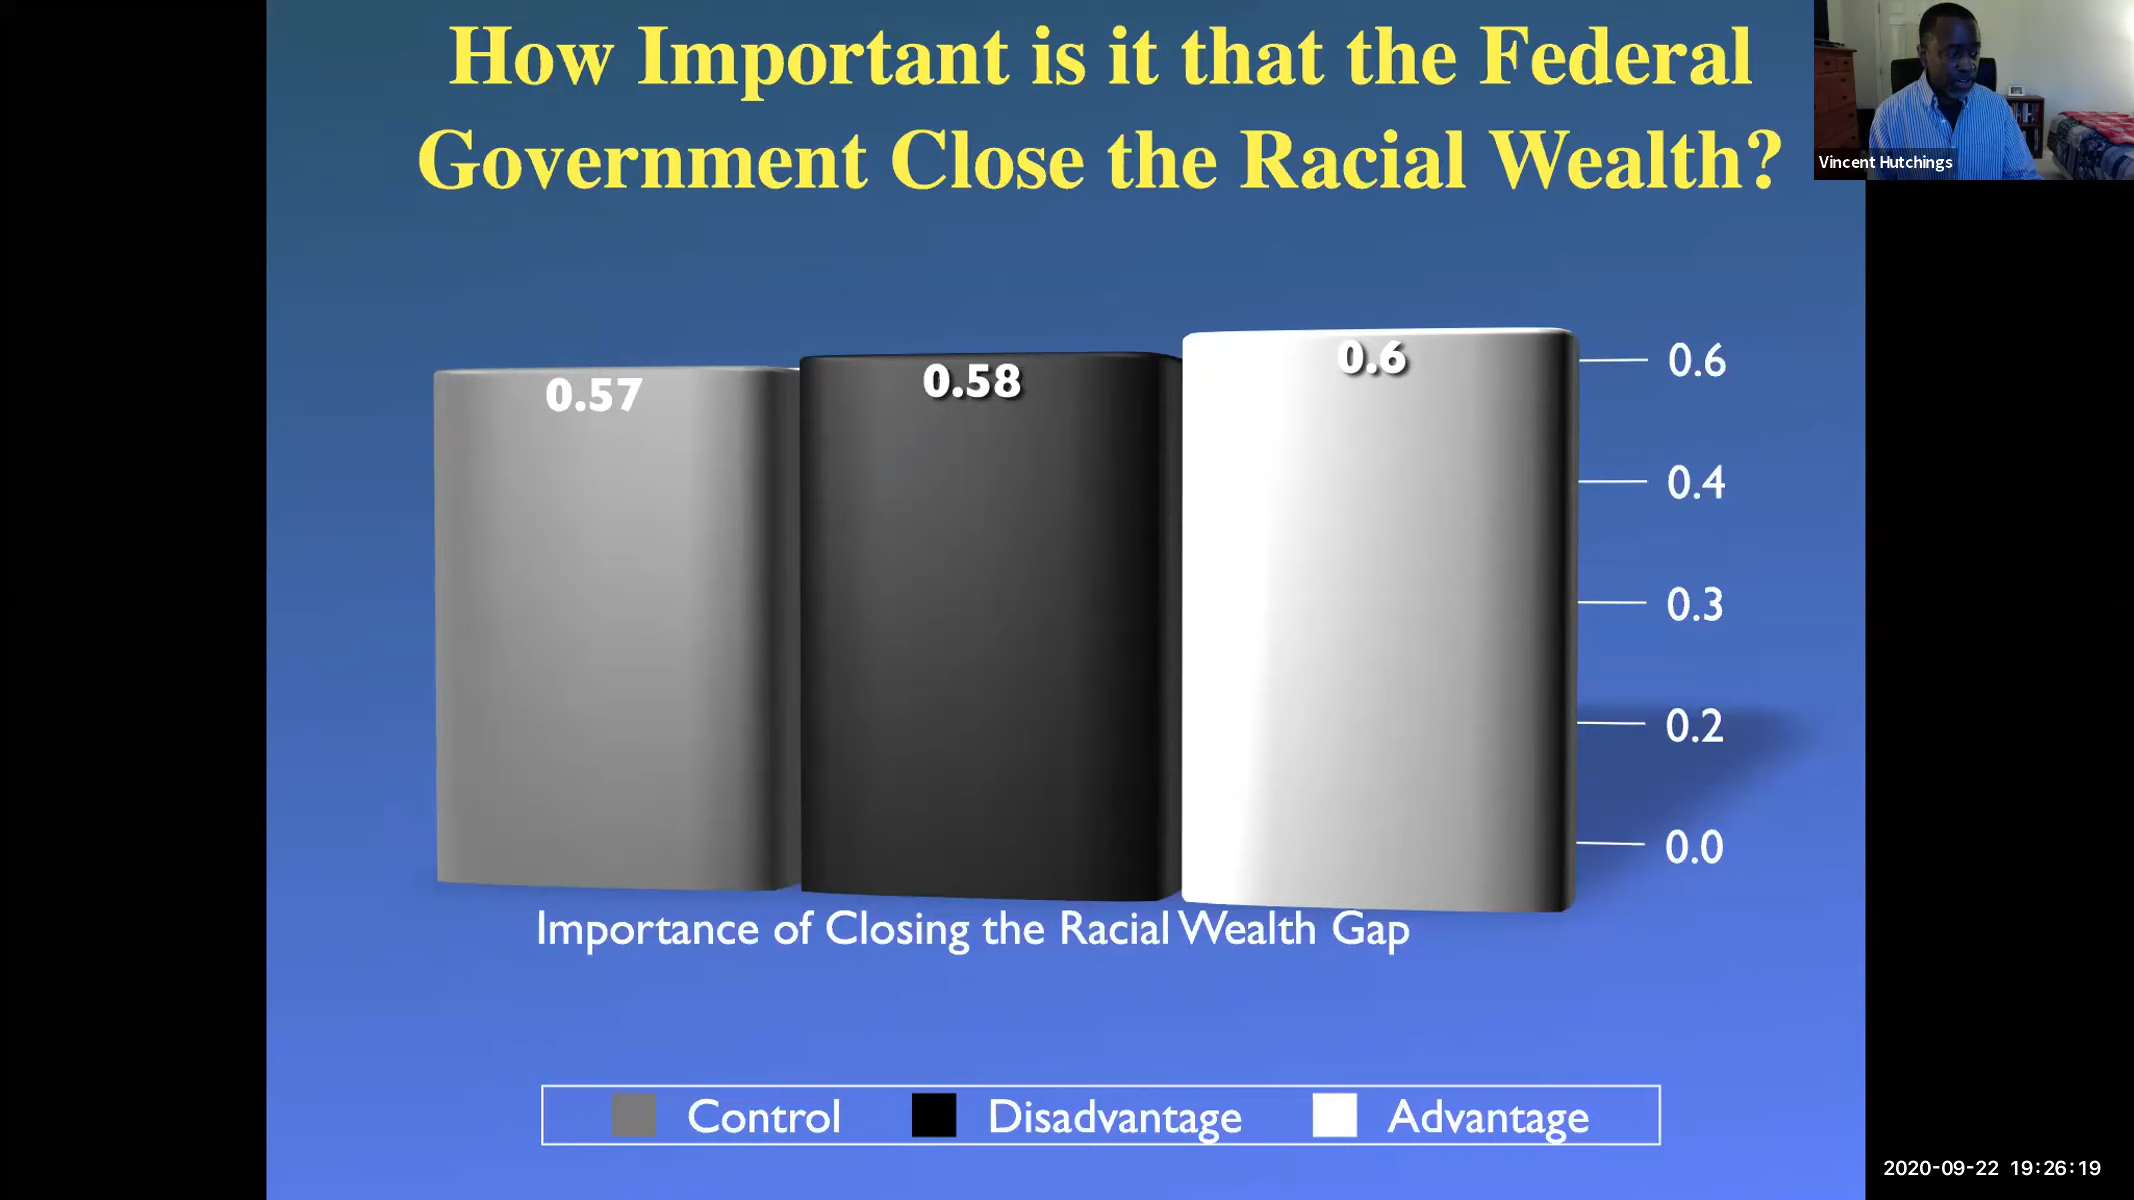 How Important is it that the Federal
Government Close the Racial Wealth?
Vincent Hutchings
0.57
0.58
0.6
0.6
0.4
0.3
0.2
0.0
Importance of Closing the Racial Wealth Gap
Control
Disadvantage
Advantage
2020-09-22 19:26:19